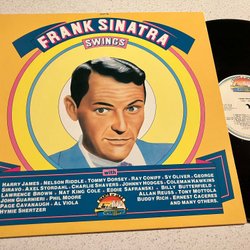 FRANK SINATRA
SWINGS
with
HARRY JAMES • NELSON RIDDLE • TOMMY DORSEY • RAY CONIFF • SY OLIVER • GEORGE
SIRAVO • AXEL STORDAHL • CHARLIE SHAVERS • JOHNNY HODGES • COLEMAN HAWKINS
LAWRENCE BROWN • NAT KING COLE • EDDIE SAFRANSKI • BILLY BUTTERFIELD •
JOHN GUARNIERI • PHIL MOORE
ALLAN REUSS • TONY MOTTOLA
PAGE CAVANAUGH • AL VIOLA
BUDDY RICH • ERNEST CACERES
HYMIE SHERTZER
AND MANY OTHERS.